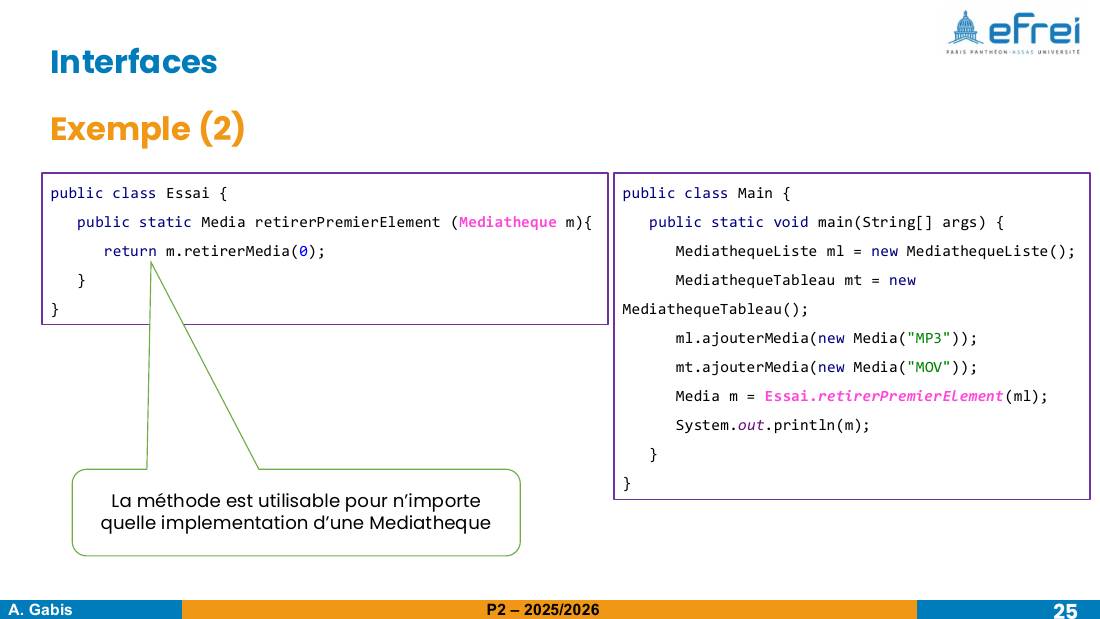 efrei
PARIS PANTHÉON-ASSAS UNIVERSITÉ
Interfaces
Exemple (2)
public class Essai {
public static Media retirerPremierElement (Mediatheque m){
return m.retirerMedia(0);
}
}
public class Main {
public static void main(String[] args) {
MediathequeListe ml = new MediathequeListe();
MediathequeTableau mt = new
MediathequeTableau();
ml.ajouterMedia(new Media("MP3"));
mt.ajouterMedia(new Media("MOV"));
Media m = Essai.retirerPremierElement(ml);
System.out.println(m);
}
}
La méthode est utilisable pour n’importe
quelle implementation d’une Mediatheque
A. Gabis
P2 – 2025/2026
25